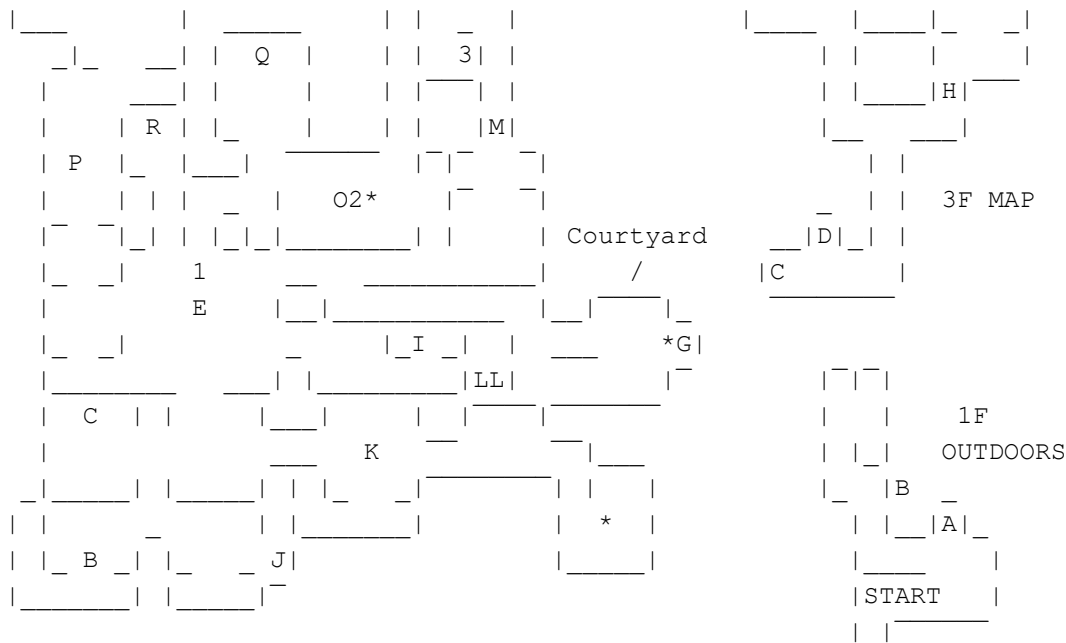 Q 3
H
R M
P
O2* 3F MAP
Courtyard D
1 / C
E
I *G
LL
C 1F
K OUTDOORS
B
* A
B J
START